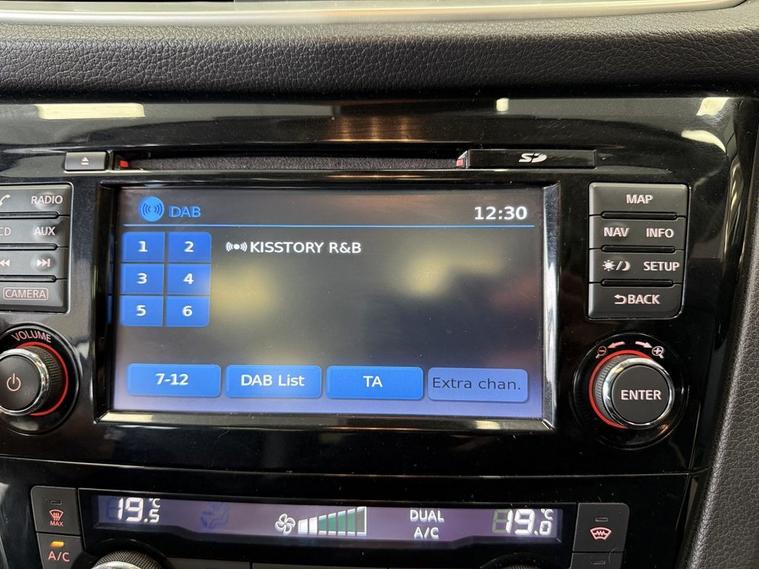 SD
RADIO
CD AUX
CAMERA
VOLUME
DAB 12:30
1 2
3 4
5 6
KISSTORY R&B
7-12 DAB List TA Extra chan.
MAP
NAV INFO
SETUP
BACK
ENTER
MAX
A/C
19.5 °C
DUAL
A/C
19.0 °C